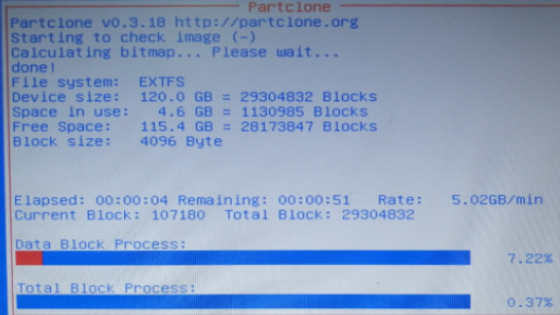 Partclone
Partclone v0.3.18 http://partclone.org
Starting to check image (-)
Calculating bitmap... Please wait...
done!
File system: EXTFS
Device size: 120.0 GB = 29304832 Blocks
Space in use: 4.6 GB = 1130985 Blocks
Free Space: 115.4 GB = 28173847 Blocks
Block size: 4096 Byte
Elapsed: 00:00:04 Remaining: 00:00:51 Rate: 5.02GB/min
Current Block: 107180 Total Block: 29304832
Data Block Process:
7.22%
Total Block Process:
0.37%